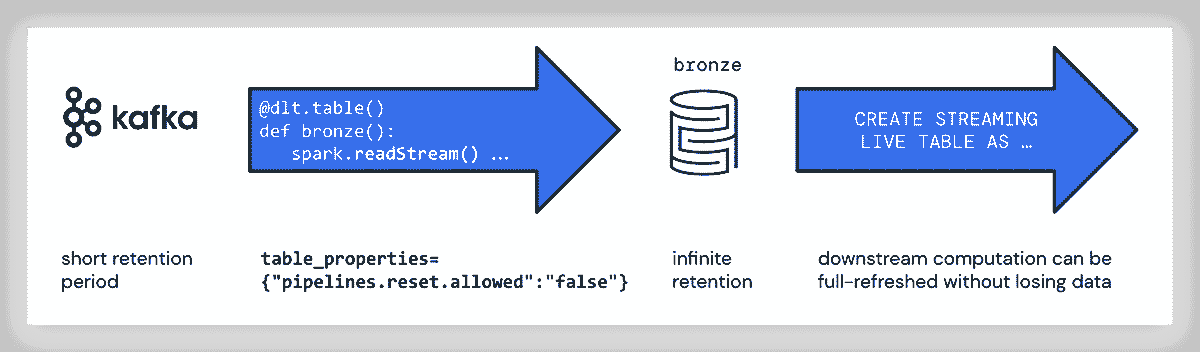 kafka
@dlt.table()
def bronze():
spark.readStream() …
bronze
CREATE STREAMING
LIVE TABLE AS …
short retention
period
table_properties=
{"pipelines.reset.allowed":"false"}
infinite
retention
downstream computation can be
full-refreshed without losing data